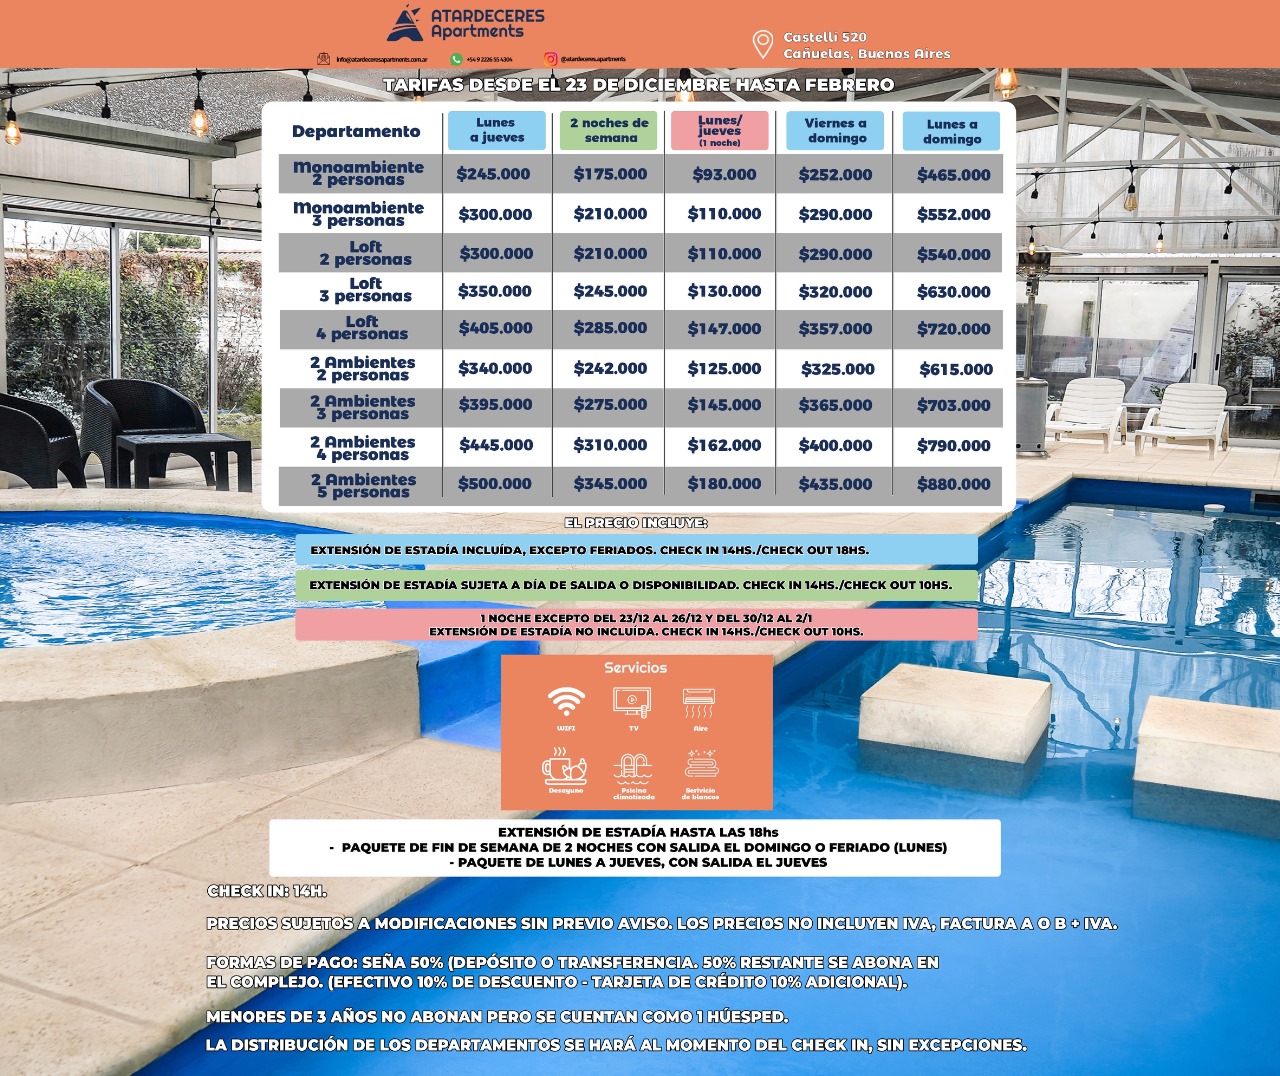 ATARDECERES
Apartments
info@atardeceresapartments.com.ar
+54 9 2226 55 4304
@atardeceres.apartments
Castelli 520
Cañuelas, Buenos Aires
TARIFAS DESDE EL 23 DE DICIEMBRE HASTA FEBRERO
Departamento
Lunes
a jueves
2 noches de
semana
Lunes/
jueves
(1 noche)
Viernes a
domingo
Lunes a
domingo
Monoambiente
2 personas
$245.000 $175.000 $93.000 $252.000 $465.000
Monoambiente
3 personas
$300.000 $210.000 $110.000 $290.000 $552.000
Loft
2 personas
$300.000 $210.000 $110.000 $290.000 $540.000
Loft
3 personas
$350.000 $245.000 $130.000 $320.000 $630.000
Loft
4 personas
$405.000 $285.000 $147.000 $357.000 $720.000
2 Ambientes
2 personas
$340.000 $242.000 $125.000 $325.000 $615.000
2 Ambientes
3 personas
$395.000 $275.000 $145.000 $365.000 $703.000
2 Ambientes
4 personas
$445.000 $310.000 $162.000 $400.000 $790.000
2 Ambientes
5 personas
$500.000 $345.000 $180.000 $435.000 $880.000
EL PRECIO INCLUYE:
EXTENSIÓN DE ESTADÍA INCLUÍDA, EXCEPTO FERIADOS. CHECK IN 14HS./CHECK OUT 18HS.
EXTENSIÓN DE ESTADÍA SUJETA A DÍA DE SALIDA O DISPONIBILIDAD. CHECK IN 14HS./CHECK OUT 10HS.
1 NOCHE EXCEPTO DEL 23/12 AL 26/12 Y DEL 30/12 AL 2/1
EXTENSIÓN DE ESTADÍA NO INCLUÍDA. CHECK IN 14HS./CHECK OUT 10HS.
Servicios
WIFI
TV
Aire
Desayuno
Psicina
climatizada
Serivicio
de blancos
EXTENSIÓN DE ESTADÍA HASTA LAS 18hs
- PAQUETE DE FIN DE SEMANA DE 2 NOCHES CON SALIDA EL DOMINGO O FERIADO (LUNES)
- PAQUETE DE LUNES A JUEVES, CON SALIDA EL JUEVES
CHECK IN: 14H.
PRECIOS SUJETOS A MODIFICACIONES SIN PREVIO AVISO. LOS PRECIOS NO INCLUYEN IVA, FACTURA A O B + IVA.
FORMAS DE PAGO: SEÑA 50% (DEPÓSITO O TRANSFERENCIA. 50% RESTANTE SE ABONA EN
EL COMPLEJO. (EFECTIVO 10% DE DESCUENTO - TARJETA DE CRÉDITO 10% ADICIONAL).
MENORES DE 3 AÑOS NO ABONAN PERO SE CUENTAN COMO 1 HÚESPED.
LA DISTRIBUCIÓN DE LOS DEPARTAMENTOS SE HARÁ AL MOMENTO DEL CHECK IN, SIN EXCEPCIONES.